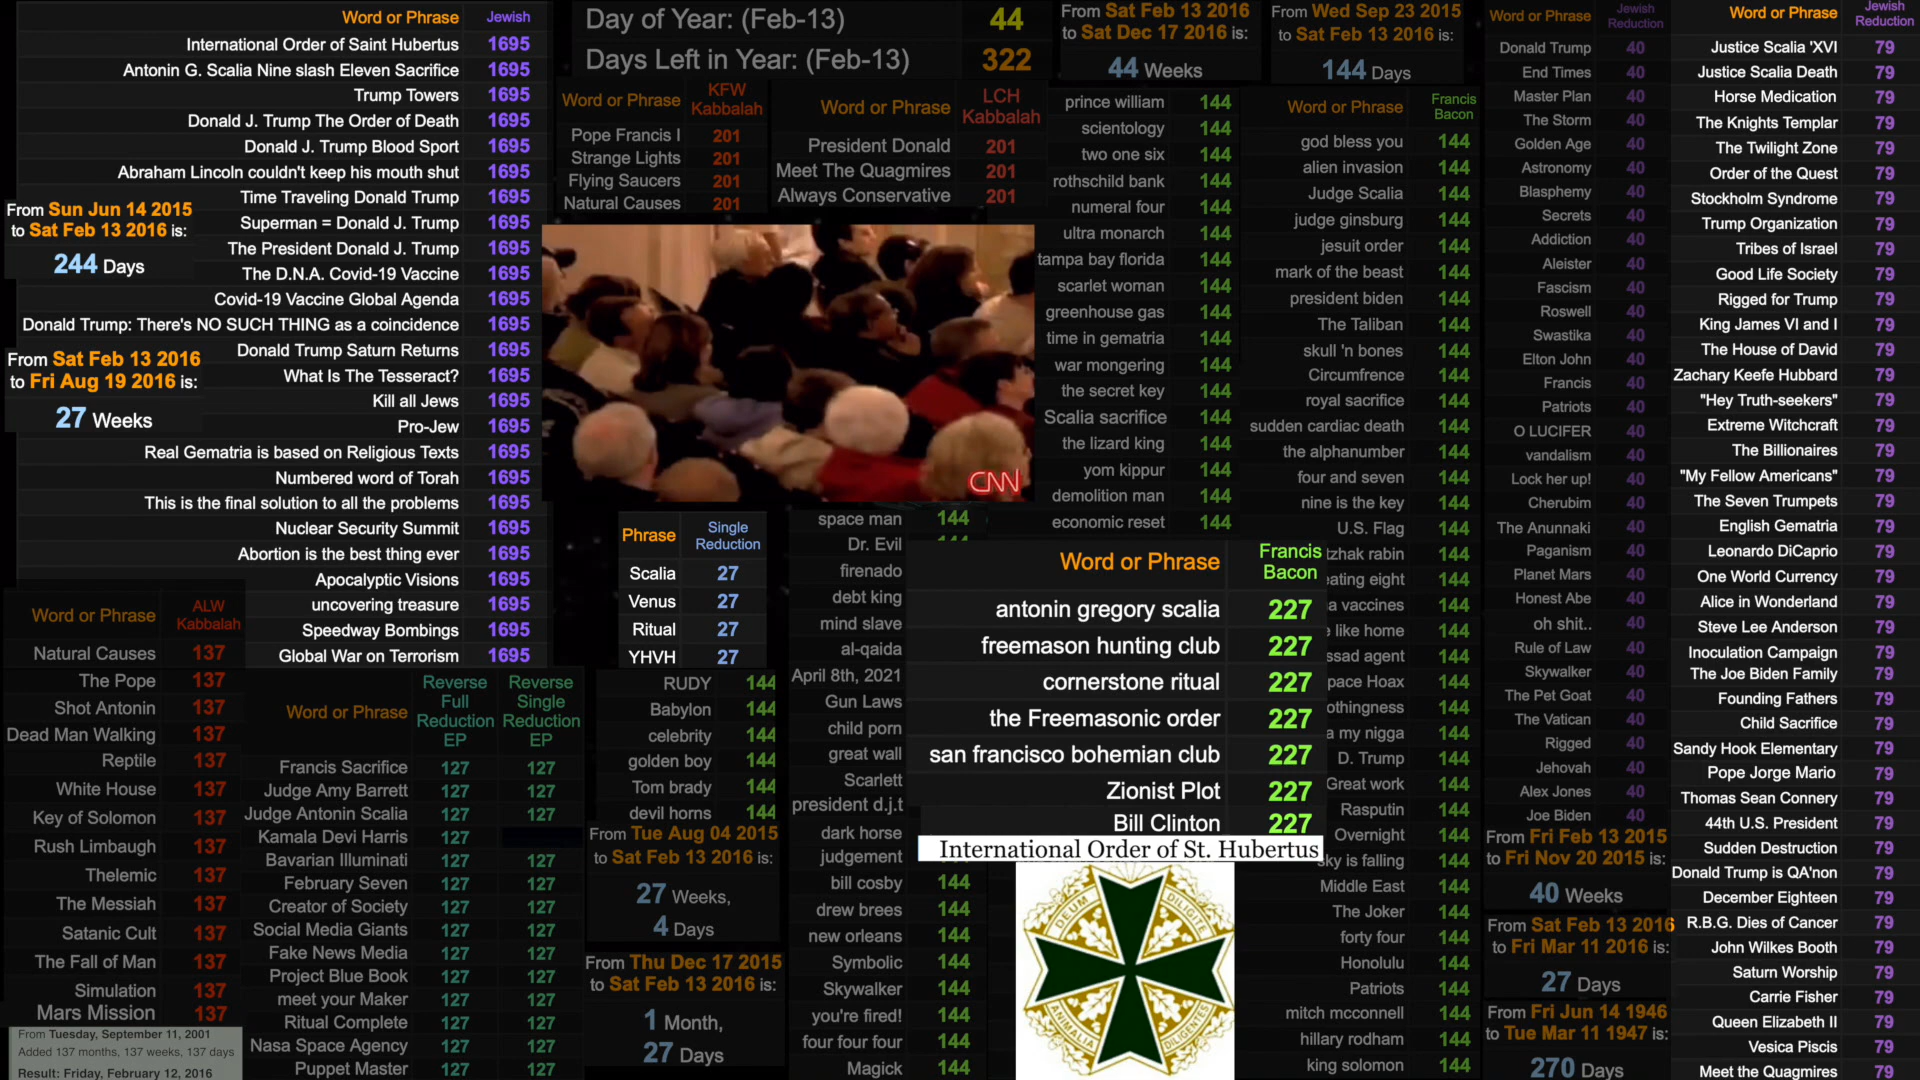 Word or Phrase Jewish
International Order of Saint Hubertus 1695
Antonin G. Scalia Nine slash Eleven Sacrifice 1695
Trump Towers 1695
Donald J. Trump The Order of Death 1695
Donald J. Trump Blood Sport 1695
Abraham Lincoln couldn't keep his mouth shut 1695
Time Traveling Donald Trump 1695
Superman = Donald J. Trump 1695
The President Donald J. Trump 1695
The D.N.A. Covid-19 Vaccine 1695
Covid-19 Vaccine Global Agenda 1695
Donald Trump: There's NO SUCH THING as a coincidence 1695
Donald Trump Saturn Returns 1695
What Is The Tesseract? 1695
Kill all Jews 1695
Pro-Jew 1695
Real Gematria is based on Religious Texts 1695
Numbered word of Torah 1695
This is the final solution to all the problems 1695
Nuclear Security Summit 1695
Abortion is the best thing ever 1695
Apocalyptic Visions 1695
uncovering treasure 1695
Speedway Bombings 1695
Global War on Terrorism 1695
From Sun Jun 14 2015
to Sat Feb 13 2016 is:
244 Days
From Sat Feb 13 2016
to Fri Aug 19 2016 is:
27 Weeks
Word or Phrase ALW Kabbalah
Natural Causes 137
The Pope 137
Shot Antonin 137
Dead Man Walking 137
Reptile 137
White House 137
Key of Solomon 137
Rush Limbaugh 137
Thelemic 137
The Messiah 137
Satanic Cult 137
The Fall of Man 137
Simulation 137
Mars Mission 137
From Tuesday, September 11, 2001
Added 137 months, 137 weeks, 137 days
Result: Friday, February 12, 2016
Word or Phrase Reverse Full Reduction EP Reverse Single Reduction EP
Francis Sacrifice 127 127
Judge Amy Barrett 127 127
Judge Antonin Scalia 127 127
Kamala Devi Harris 127
Bavarian Illuminati 127 127
February Seven 127 127
Creator of Society 127 127
Social Media Giants 127 127
Fake News Media 127 127
Project Blue Book 127 127
meet your Maker 127 127
Ritual Complete 127 127
Nasa Space Agency 127 127
Puppet Master 127 127
Day of Year: (Feb-13) 44
Days Left in Year: (Feb-13) 322
Word or Phrase KFW Kabbalah
Pope Francis I 201
Strange Lights 201
Flying Saucers 201
Natural Causes 201
Word or Phrase LCH Kabbalah
President Donald 201
Meet The Quagmires 201
Always Conservative 201
CNN
Phrase Single Reduction
Scalia 27
Venus 27
Ritual 27
YHVH 27
RUDY 144
Babylon 144
celebrity 144
golden boy 144
Tom brady 144
devil horns 144
From Tue Aug 04 2015
to Sat Feb 13 2016 is:
27 Weeks,
4 Days
From Thu Dec 17 2015
to Sat Feb 13 2016 is:
1 Month,
27 Days
space man 144
Dr. Evil
firenado
debt king
mind slave
al-qaida
April 8th, 2021
Gun Laws
child porn
great wall
Scarlett
president d.j.t
dark horse
judgement
bill cosby 144
drew brees 144
new orleans 144
Symbolic 144
Skywalker 144
you're fired! 144
four four four 144
Magick 144
From Sat Feb 13 2016
to Sat Dec 17 2016 is:
44 Weeks
From Wed Sep 23 2015
to Sat Feb 13 2016 is:
144 Days
prince william 144
scientology 144
two one six 144
rothschild bank 144
numeral four 144
ultra monarch 144
tampa bay florida 144
scarlet woman 144
greenhouse gas 144
time in gematria 144
war mongering 144
the secret key 144
Scalia sacrifice 144
the lizard king 144
yom kippur 144
demolition man 144
economic reset 144
Word or Phrase Francis Bacon
antonin gregory scalia 227
freemason hunting club 227
cornerstone ritual 227
the Freemasonic order 227
san francisco bohemian club 227
Zionist Plot 227
Bill Clinton 227
International Order of St. Hubertus
DEUM DILIGITE
ANIMALIA DILIGENTES
Word or Phrase Francis Bacon
god bless you 144
alien invasion 144
Judge Scalia 144
judge ginsburg 144
jesuit order 144
mark of the beast 144
president biden 144
The Taliban 144
skull 'n bones 144
Circumfrence 144
royal sacrifice 144
sudden cardiac death 144
the alphanumber 144
four and seven 144
nine is the key 144
U.S. Flag 144
tzhak rabin 144
eating eight 144
a vaccines 144
like home 144
ssad agent 144
pace Hoax 144
othingness 144
a my nigga 144
D. Trump 144
Great work 144
Rasputin 144
Overnight 144
sky is falling 144
Middle East 144
The Joker 144
forty four 144
Honolulu 144
Patriots 144
mitch mcconnell 144
hillary rodham 144
king solomon 144
Word or Phrase Jewish Reduction
Donald Trump 40
End Times 40
Master Plan 40
The Storm 40
Golden Age 40
Astronomy 40
Blasphemy 40
Secrets 40
Addiction 40
Aleister 40
Fascism 40
Roswell 40
Swastika 40
Elton John 40
Francis 40
Patriots 40
O LUCIFER 40
vandalism 40
Lock her up! 40
Cherubim 40
The Anunnaki 40
Paganism 40
Planet Mars 40
Honest Abe 40
oh shit.. 40
Rule of Law 40
Skywalker 40
The Pet Goat 40
The Vatican 40
Rigged 40
Jehovah 40
Alex Jones 40
Joe Biden 40
From Fri Feb 13 2015
to Fri Nov 20 2015 is:
40 Weeks
From Sat Feb 13 2016
to Fri Mar 11 2016 is:
27 Days
From Fri Jun 14 1946
to Tue Mar 11 1947 is:
270 Days
Word or Phrase Jewish Reduction
Justice Scalia 'XVI 79
Justice Scalia Death 79
Horse Medication 79
The Knights Templar 79
The Twilight Zone 79
Order of the Quest 79
Stockholm Syndrome 79
Trump Organization 79
Tribes of Israel 79
Good Life Society 79
Rigged for Trump 79
King James VI and I 79
The House of David 79
Zachary Keefe Hubbard 79
"Hey Truth-seekers" 79
Extreme Witchcraft 79
The Billionaires 79
"My Fellow Americans" 79
The Seven Trumpets 79
English Gematria 79
Leonardo DiCaprio 79
One World Currency 79
Alice in Wonderland 79
Steve Lee Anderson 79
Inoculation Campaign 79
The Joe Biden Family 79
Founding Fathers 79
Child Sacrifice 79
Sandy Hook Elementary 79
Pope Jorge Mario 79
Thomas Sean Connery 79
44th U.S. President 79
Sudden Destruction 79
Donald Trump is QA'non 79
December Eighteen 79
R.B.G. Dies of Cancer 79
John Wilkes Booth 79
Saturn Worship 79
Carrie Fisher 79
Queen Elizabeth II 79
Vesica Piscis 79
Meet the Quagmires 79